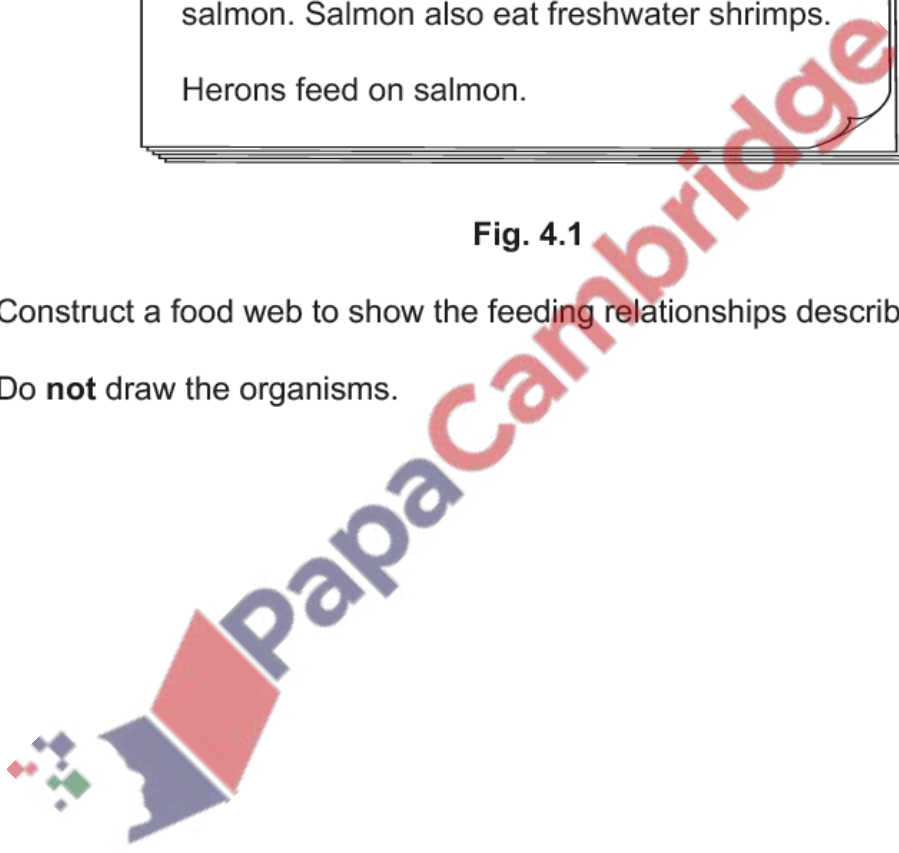 salmon. Salmon also eat freshwater shrimps.
Herons feed on salmon.
Fig. 4.1
Construct a food web to show the feeding relationships describ
Do not draw the organisms.
PapaCambridge